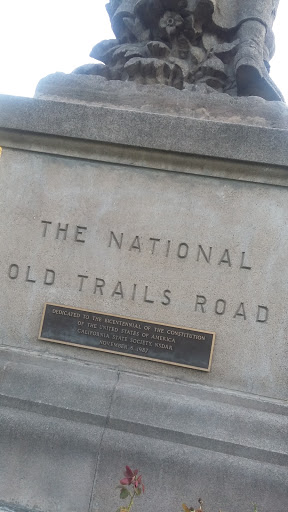 THE NATIONAL
OLD TRAILS ROAD
DEDICATED TO THE BICENTENNIAL OF THE CONSTITUTION
OF THE UNITED STATES OF AMERICA
CALIFORNIA STATE SOCIETY, NSDAR
NOVEMBER 9, 1987